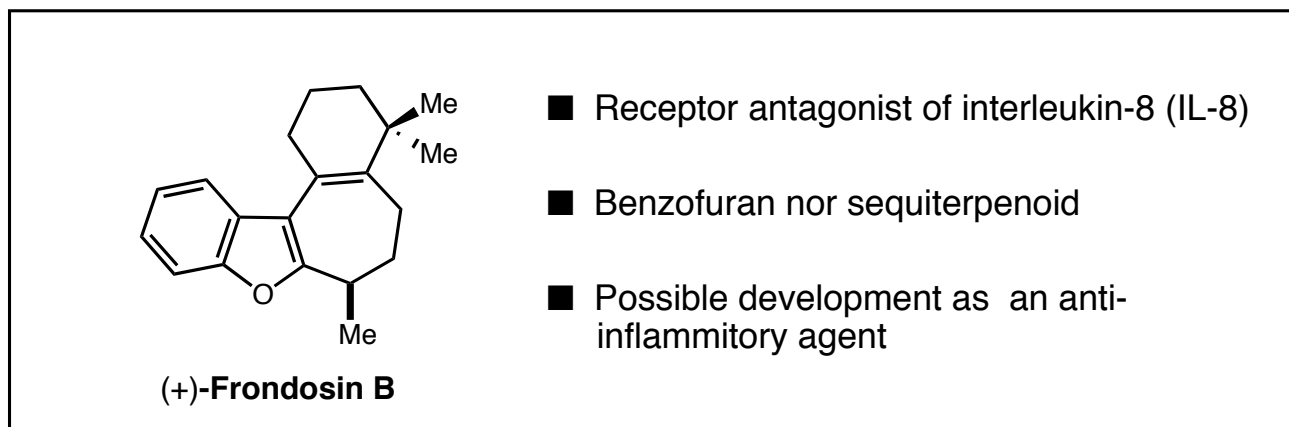 Me
Me
O
Me
(+)-Frondosin B
■ Receptor antagonist of interleukin-8 (IL-8)
■ Benzofuran nor sequiterpenoid
■ Possible development as an anti-
inflammitory agent